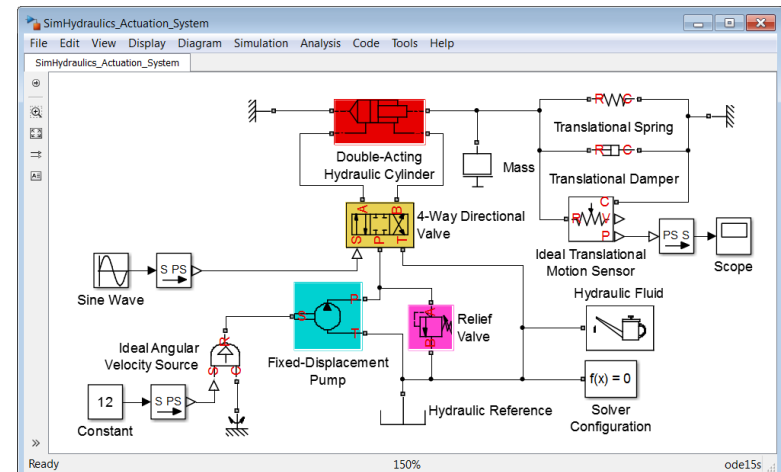 SimHydraulics_Actuation_System
File Edit View Display Diagram Simulation Analysis Code Tools Help
SimHydraulics_Actuation_System
R C
Translational Spring
Double-Acting
Hydraulic Cylinder
Mass
R C
Translational Damper
A B
S P T
4-Way Directional
Valve
C
R V
P
PS S
Ideal Translational
Motion Sensor
Scope
S PS
Sine Wave
Hydraulic Fluid
S P
T
Fixed-Displacement
Pump
A
B
Relief
Valve
Ideal Angular
Velocity Source
R
S C
12
S PS
Constant
Hydraulic Reference
f(x) = 0
Solver
Configuration
Ready 150% ode15s